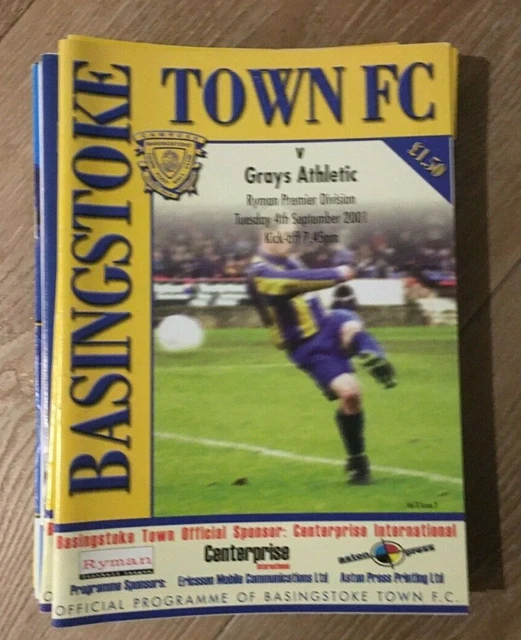 BASINGSTOKE
TOWN FC
£1.50
v
Grays Athletic
Ryman Premier Division
Tuesday 4th September 2001
Kick-off 7.45pm
Basingstoke Town Official Sponsor: Centerprise International
Ryman
Centerprise
International
aston press
Programme Sponsors: Ericsson Mobile Communications Ltd Aston Press Printing Ltd
OFFICIAL PROGRAMME OF BASINGSTOKE TOWN F.C.